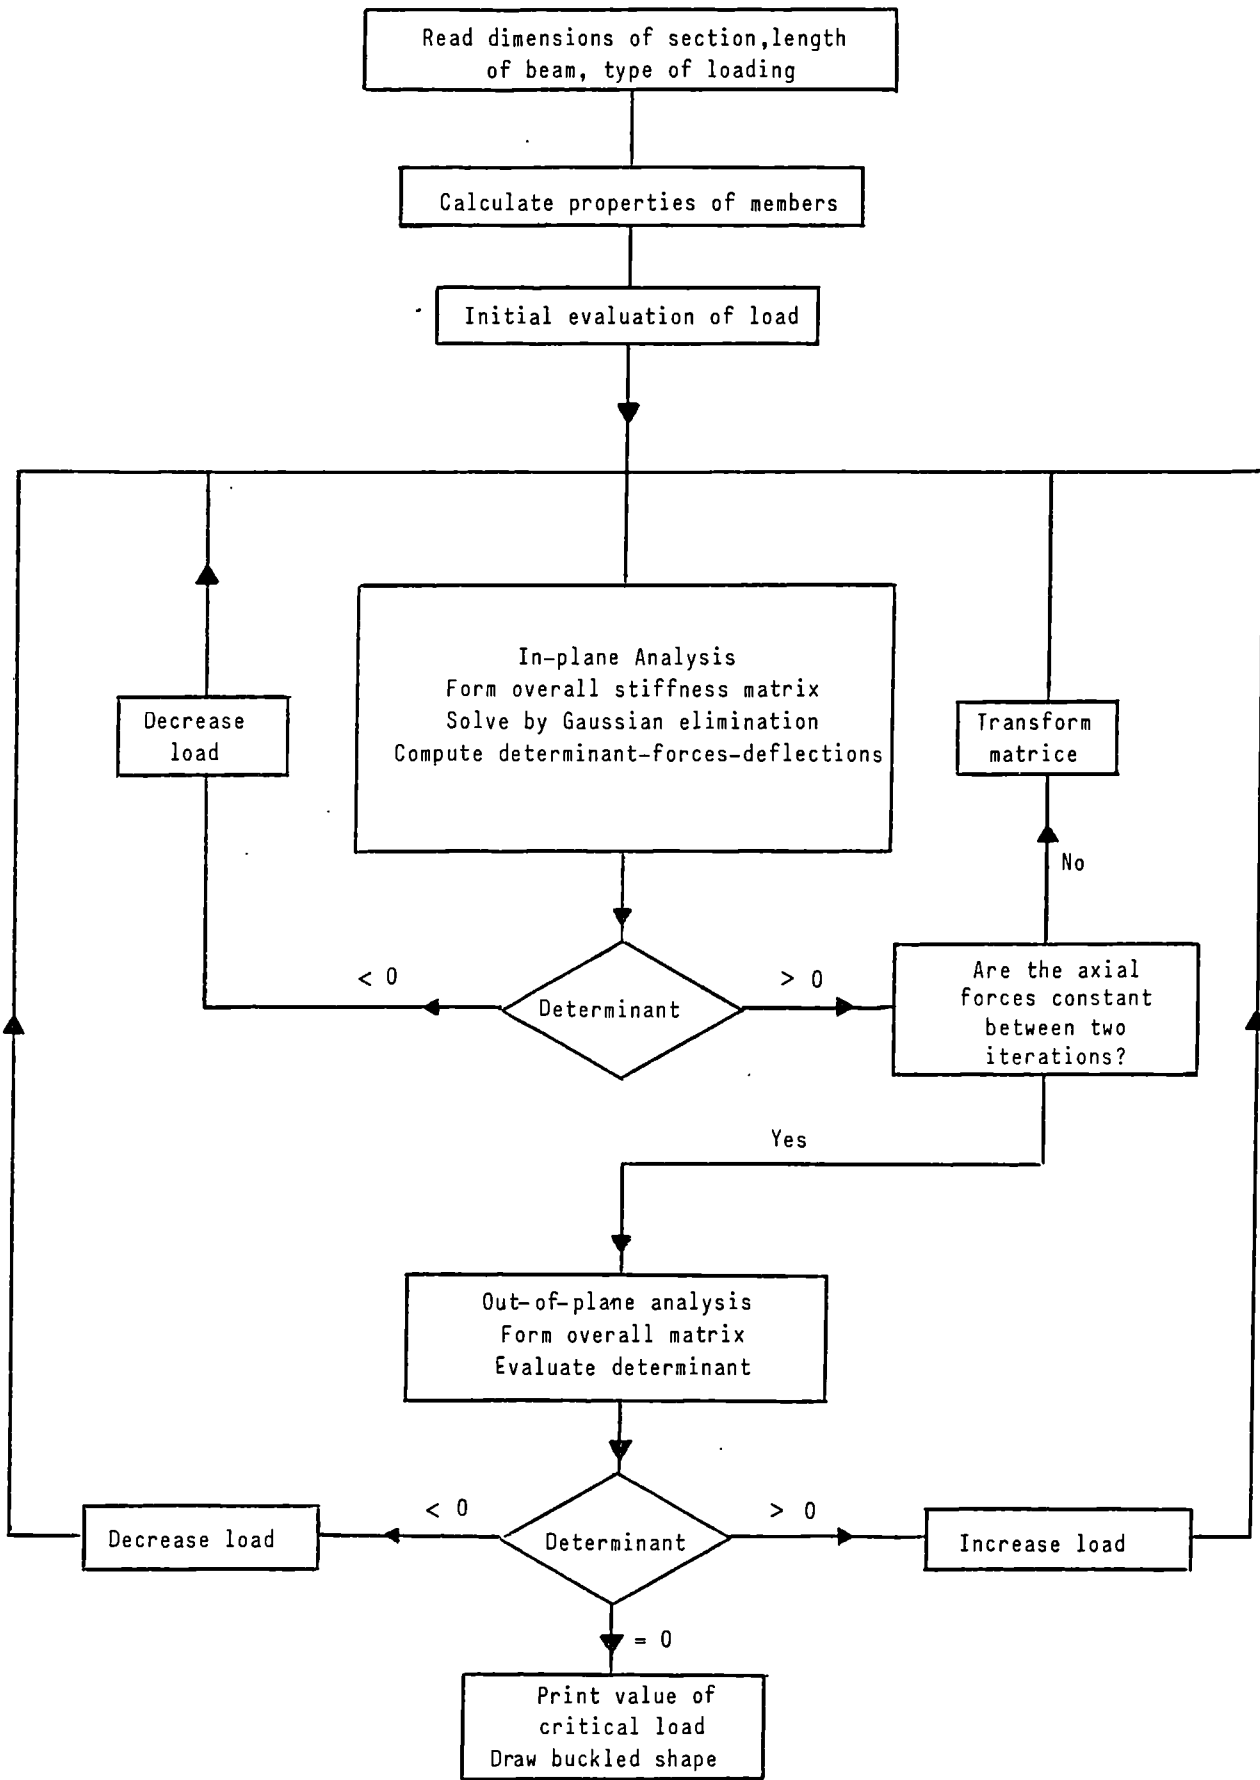 Read dimensions of section,length
of beam, type of loading
Calculate properties of members
Initial evaluation of load
In-plane Analysis
Form overall stiffness matrix
Solve by Gaussian elimination
Compute determinant-forces-deflections
Decrease
load
Transform
matrice
No
< 0
Determinant
> 0
Are the axial
forces constant
between two
iterations?
Yes
Out-of-plane analysis
Form overall matrix
Evaluate determinant
Decrease load
< 0
Determinant
> 0
Increase load
= 0
Print value of
critical load
Draw buckled shape